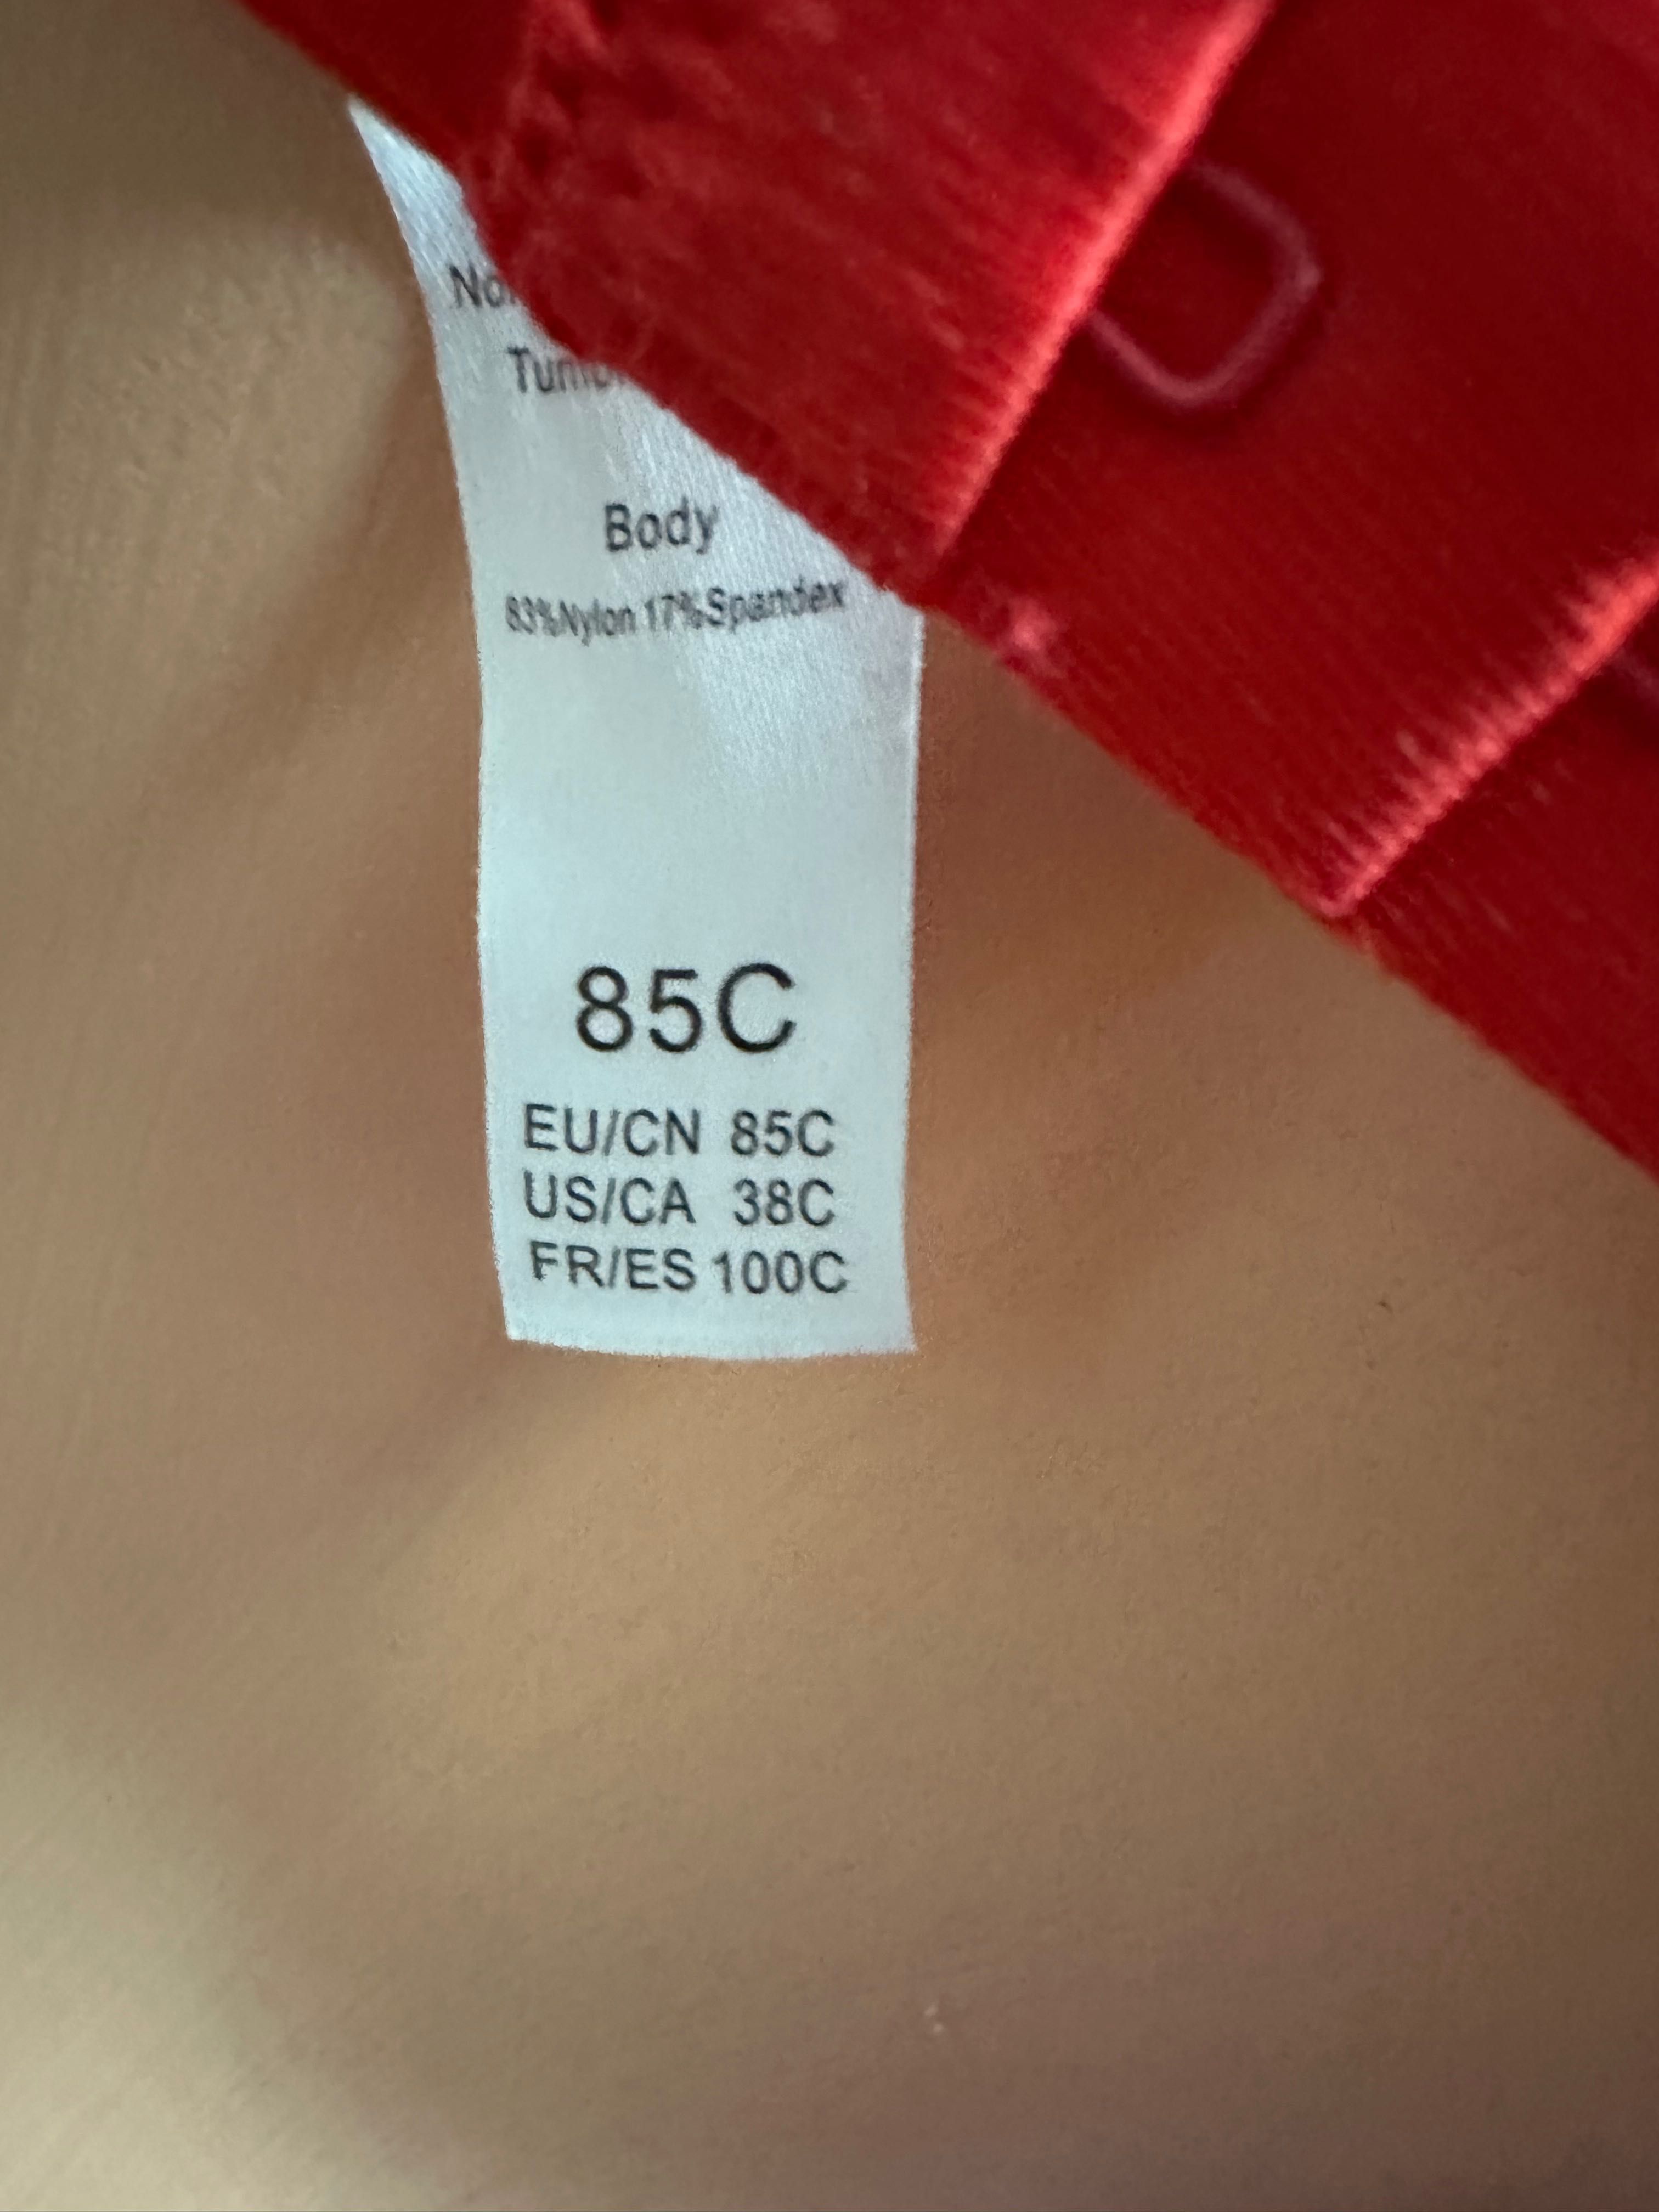 Body
83%Nylon 17%Spandex
85C
EU/CN 85C
US/CA 38C
FR/ES 100C